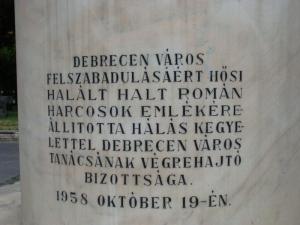 DEBRECEN VÁROS
FELSZABADULÁSÁÉRT HŐSI
HALÁLT HALT ROMÁN
HARCOSOK EMLÉKÉRE
ÁLLITOTTA HÁLÁS KEGYE-
LETTEL DEBRECEN VÁROS
TANÁCSÁNAK VÉGREHAJTÓ
BIZOTTSÁGA.
1958 OKTÓBER 19-ÉN.